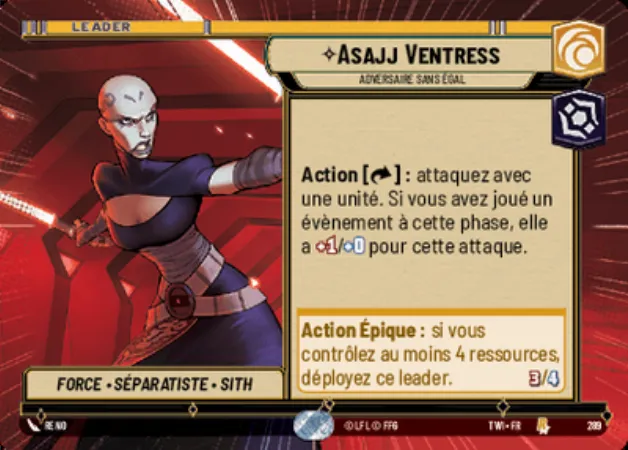 LEADER
ASAJJ VENTRESS
ADVERSAIRE SANS ÉGAL
Action [ ] : attaquez avec
une unité. Si vous avez joué un
évènement à cette phase, elle
a +1/+0 pour cette attaque.
Action Épique : si vous
contrôlez au moins 4 ressources,
déployez ce leader. 3/4
FORCE • SÉPARATISTE • SITH
RENIO
© LFL © FFG
TWI • FR
289